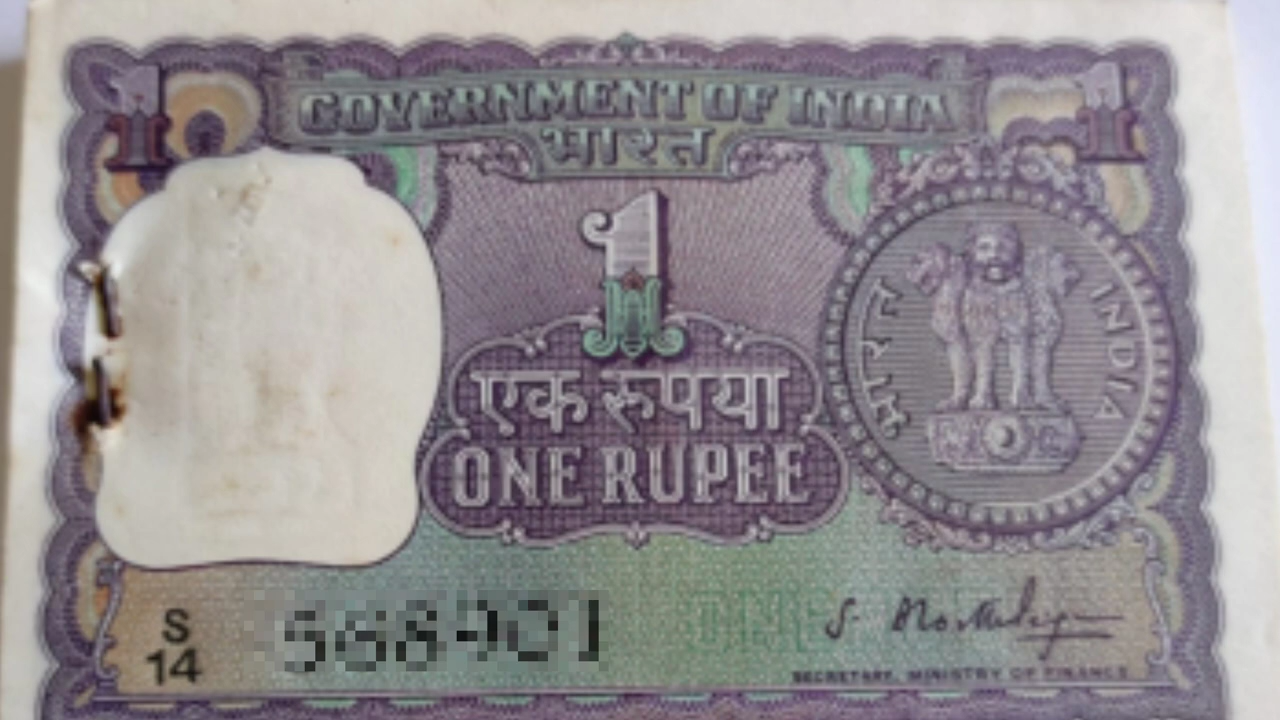 1 1
GOVERNMENT OF INDIA
भारत
1
एक रुपया
ONE RUPEE
भारत INDIA
S
14
S.
SECRETARY, MINISTRY OF FINANCE